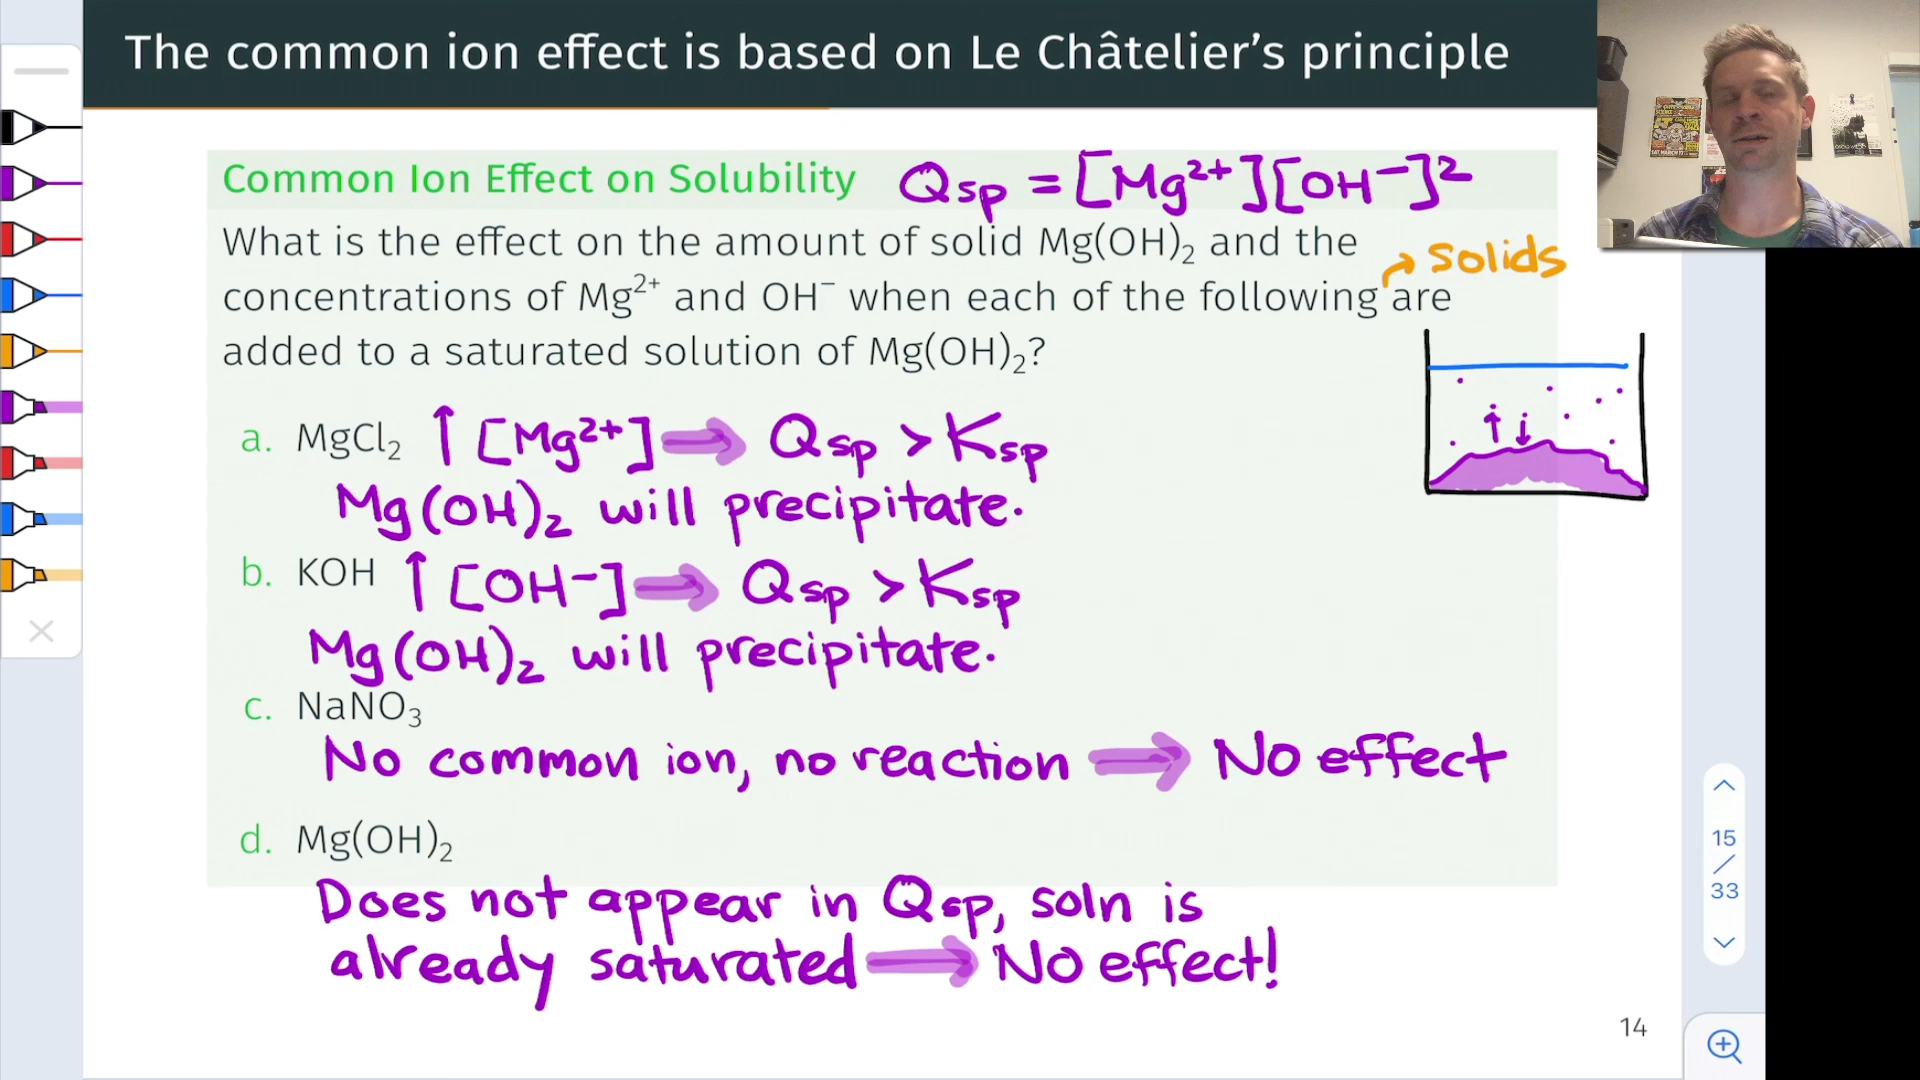 The common ion effect is based on Le Châtelier’s principle
Common Ion Effect on Solubility Qsp = [Mg²⁺][OH⁻]²
What is the effect on the amount of solid Mg(OH)₂ and the
→ solids
concentrations of Mg²⁺ and OH⁻ when each of the following are
added to a saturated solution of Mg(OH)₂?
a. MgCl₂ ↑ [Mg²⁺] ⇒ Qsp > Ksp
Mg(OH)₂ will precipitate.
b. KOH ↑ [OH⁻] ⇒ Qsp > Ksp
Mg(OH)₂ will precipitate.
c. NaNO₃
No common ion, no reaction ⇒ No effect
d. Mg(OH)₂
Does not appear in Qsp, soln is
already saturated ⇒ No effect!
15
/
33
14